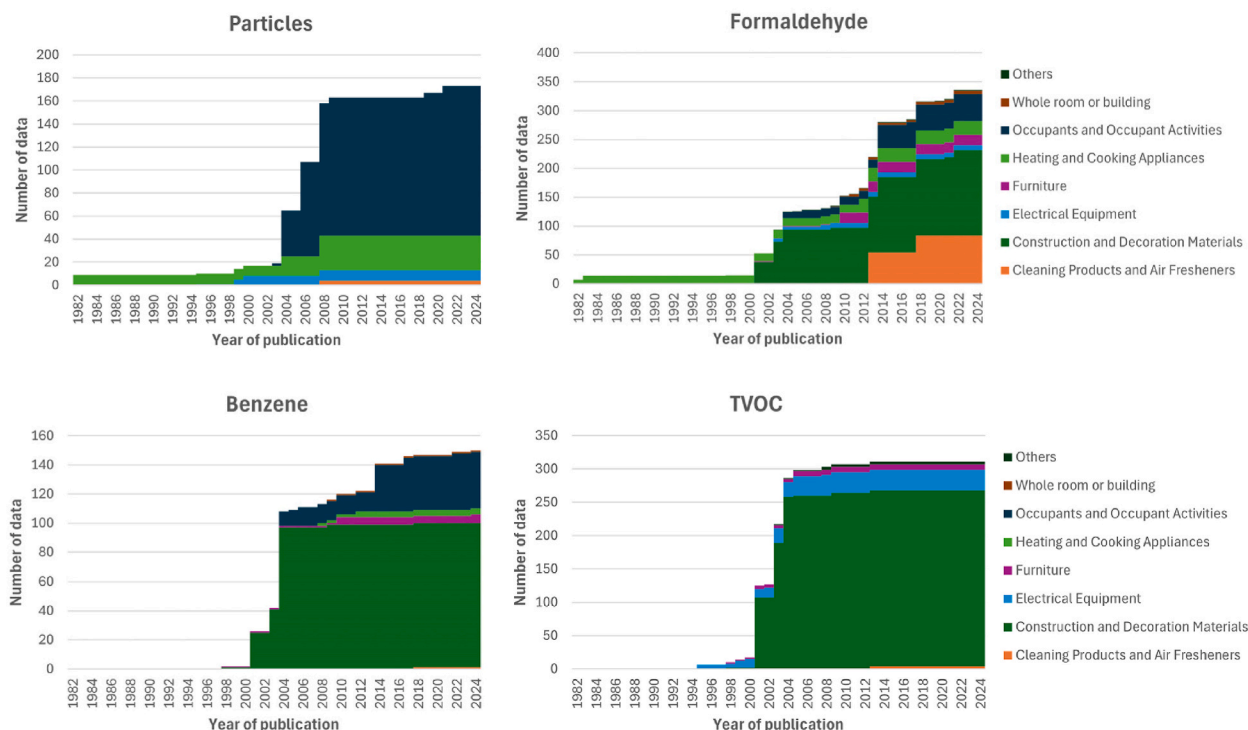 Particles
Number of data
200
180
160
140
120
100
80
60
40
20
0
1982 1984 1986 1988 1990 1992 1994 1996 1998 2000 2002 2004 2006 2008 2010 2012 2014 2016 2018 2020 2022 2024
Year of publication
Formaldehyde
Number of data
400
350
300
250
200
150
100
50
0
1982 1984 1986 1988 1990 1992 1994 1996 1998 2000 2002 2004 2006 2008 2010 2012 2014 2016 2018 2020 2022 2024
Year of publication
Others
Whole room or building
Occupants and Occupant Activities
Heating and Cooking Appliances
Furniture
Electrical Equipment
Construction and Decoration Materials
Cleaning Products and Air Fresheners
Benzene
Number of data
160
140
120
100
80
60
40
20
0
1982 1984 1986 1988 1990 1992 1994 1996 1998 2000 2002 2004 2006 2008 2010 2012 2014 2016 2018 2020 2022 2024
Year of publication
TVOC
Number of data
350
300
250
200
150
100
50
0
1982 1984 1986 1988 1990 1992 1994 1996 1998 2000 2002 2004 2006 2008 2010 2012 2014 2016 2018 2020 2022 2024
Year of publication
Others
Whole room or building
Occupants and Occupant Activities
Heating and Cooking Appliances
Furniture
Electrical Equipment
Construction and Decoration Materials
Cleaning Products and Air Fresheners